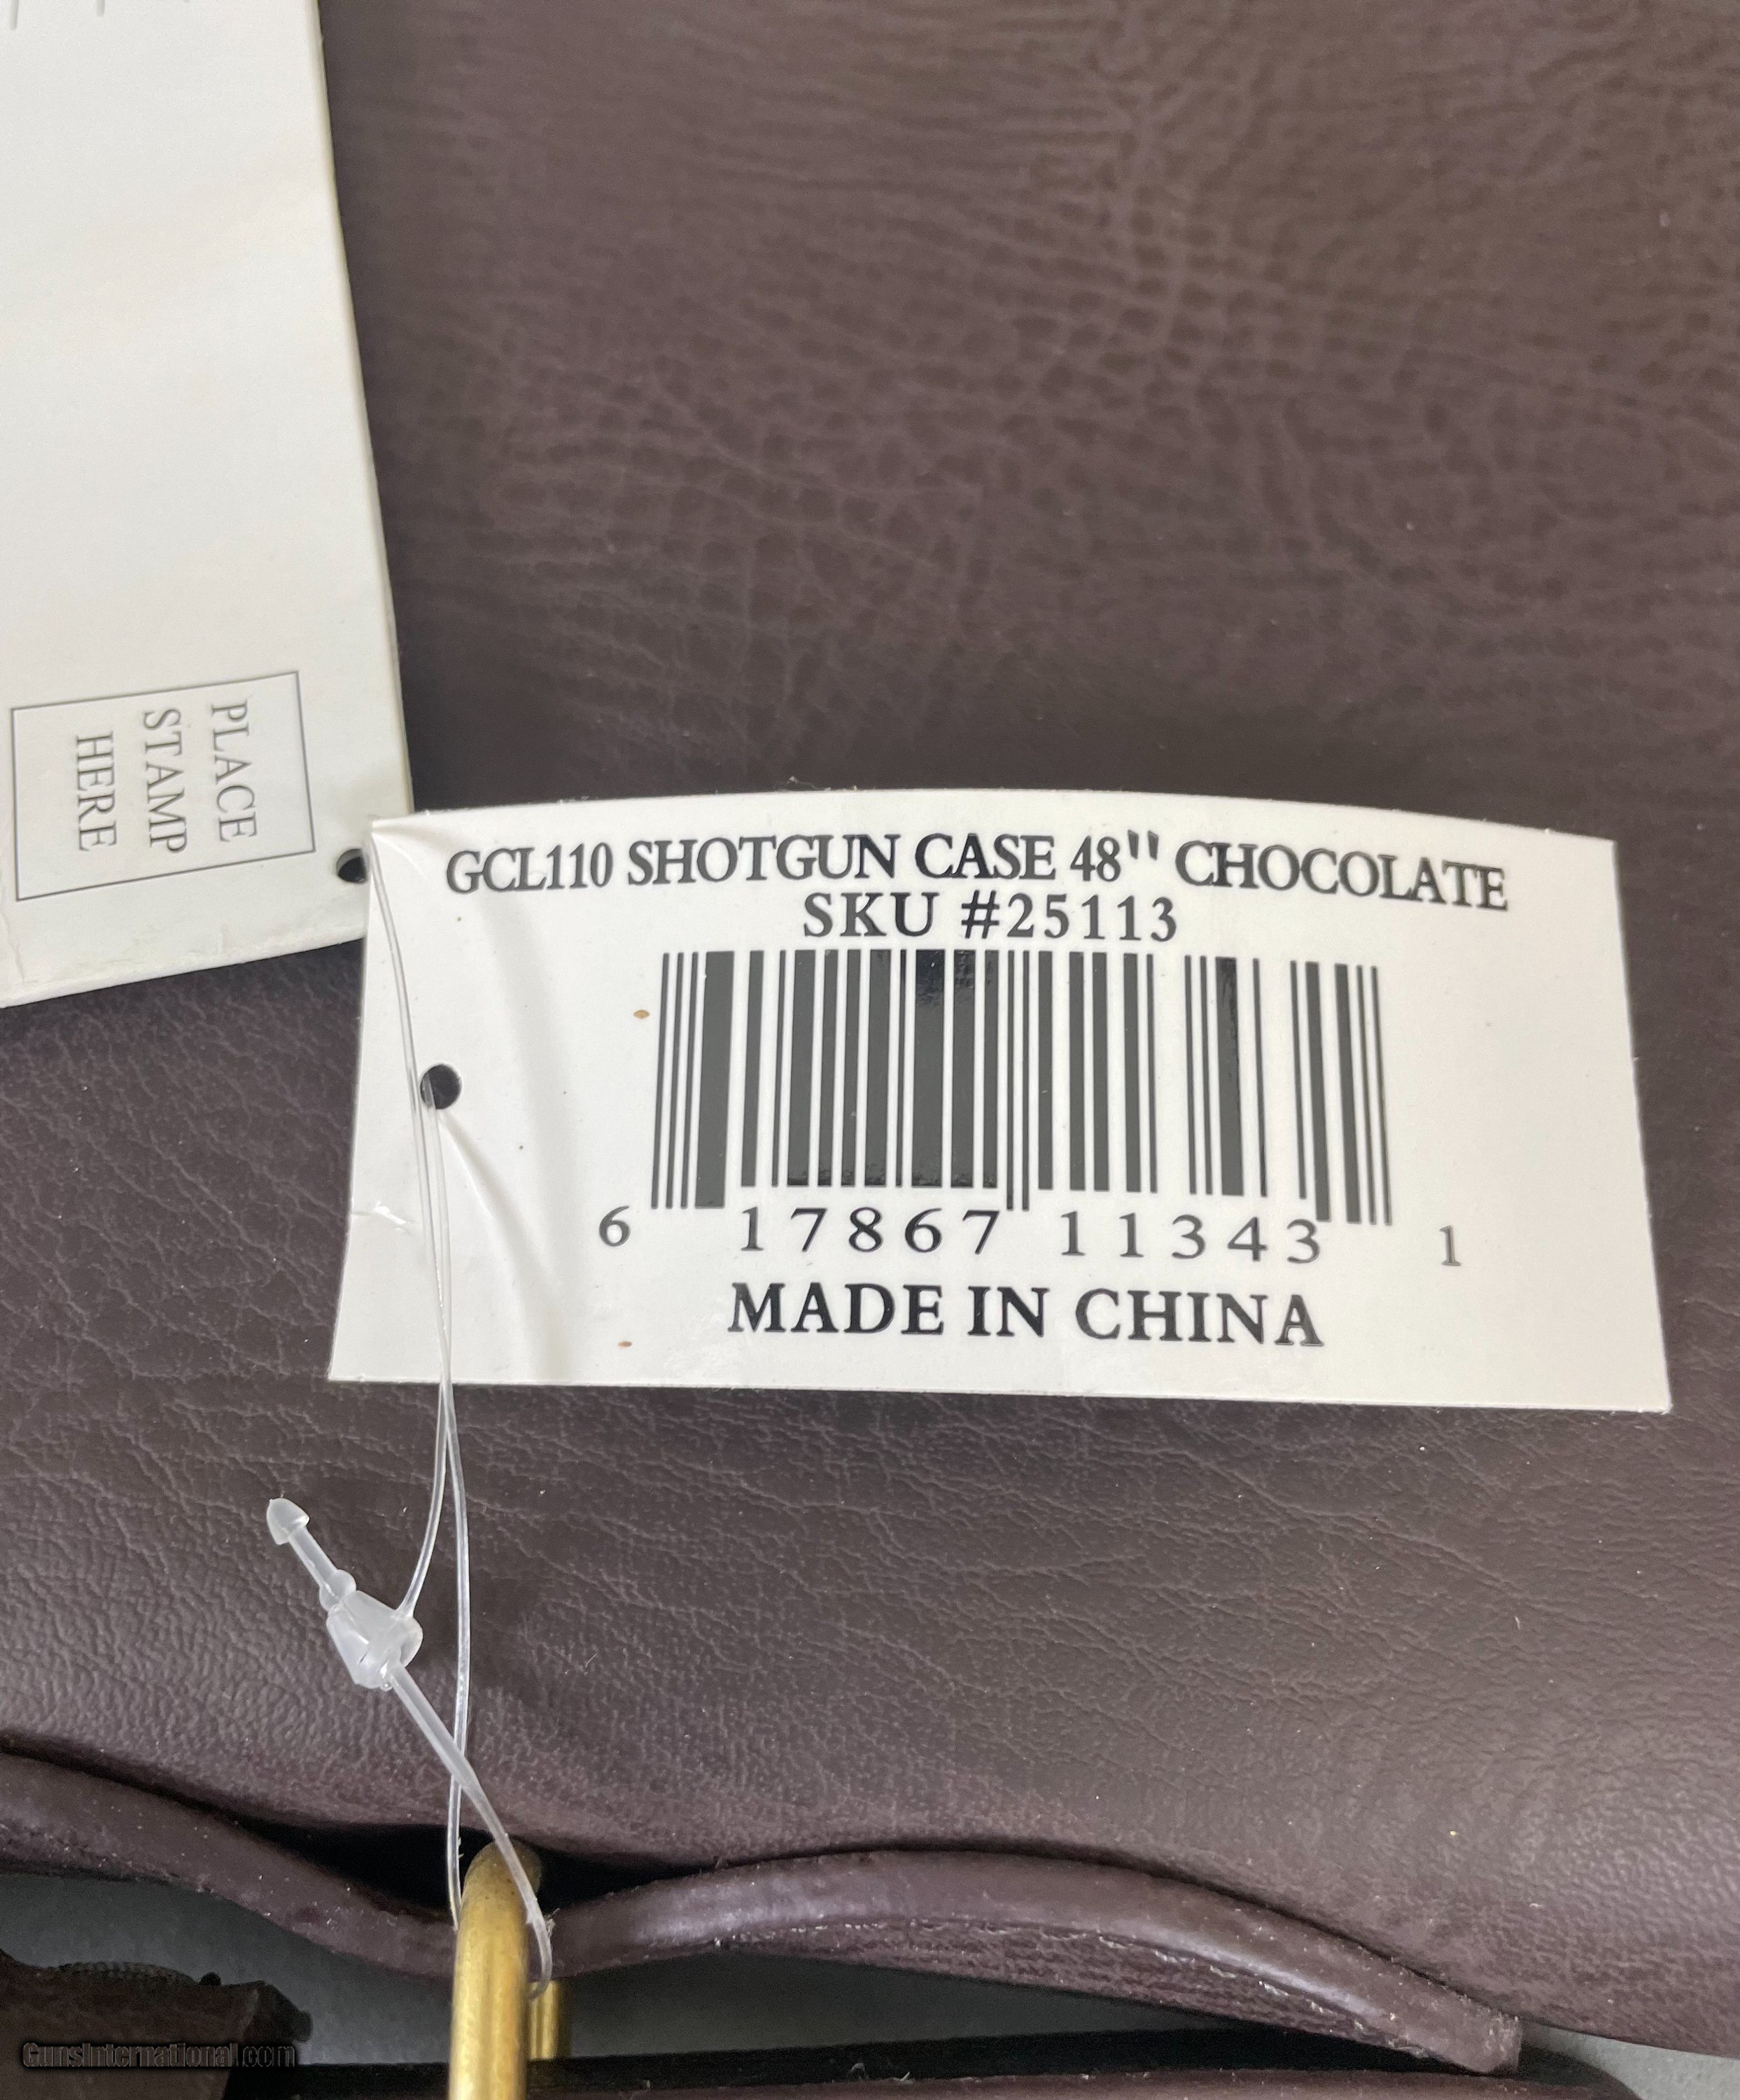 PLACE
STAMP
HERE
GCL110 SHOTGUN CASE 48" CHOCOLATE
SKU #25113
6 17867 11343 1
MADE IN CHINA
GunsInternational.com